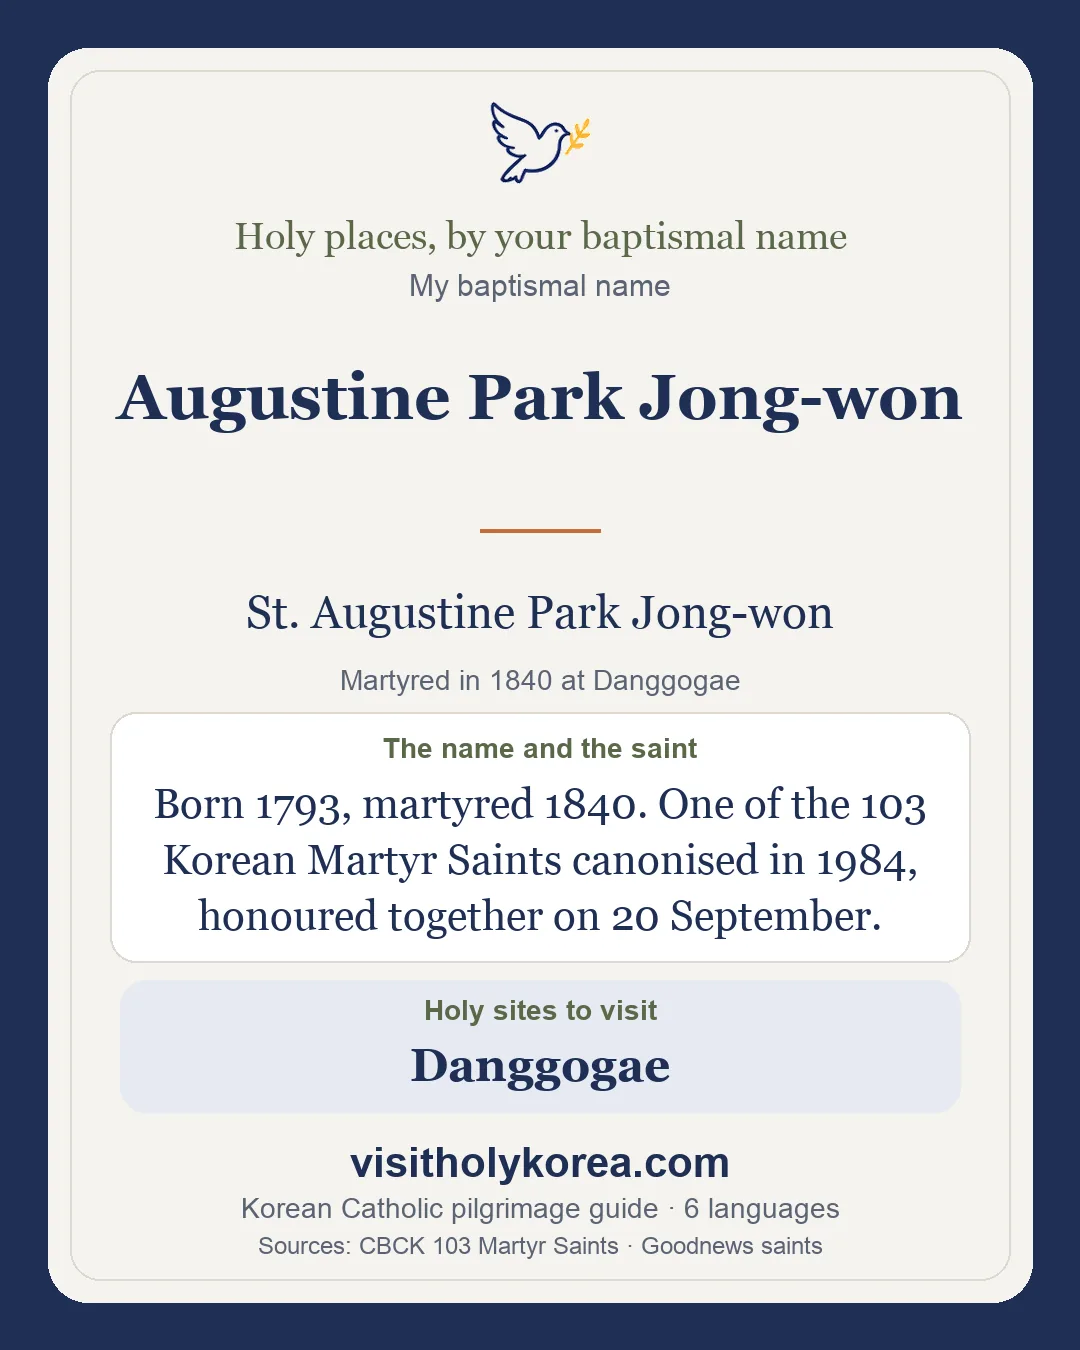 Holy places, by your baptismal name
My baptismal name
Augustine Park Jong-won
St. Augustine Park Jong-won
Martyred in 1840 at Danggogae
The name and the saint
Born 1793, martyred 1840. One of the 103
Korean Martyr Saints canonised in 1984,
honoured together on 20 September.
Holy sites to visit
Danggogae
visitholykorea.com
Korean Catholic pilgrimage guide · 6 languages
Sources: CBCK 103 Martyr Saints · Goodnews saints